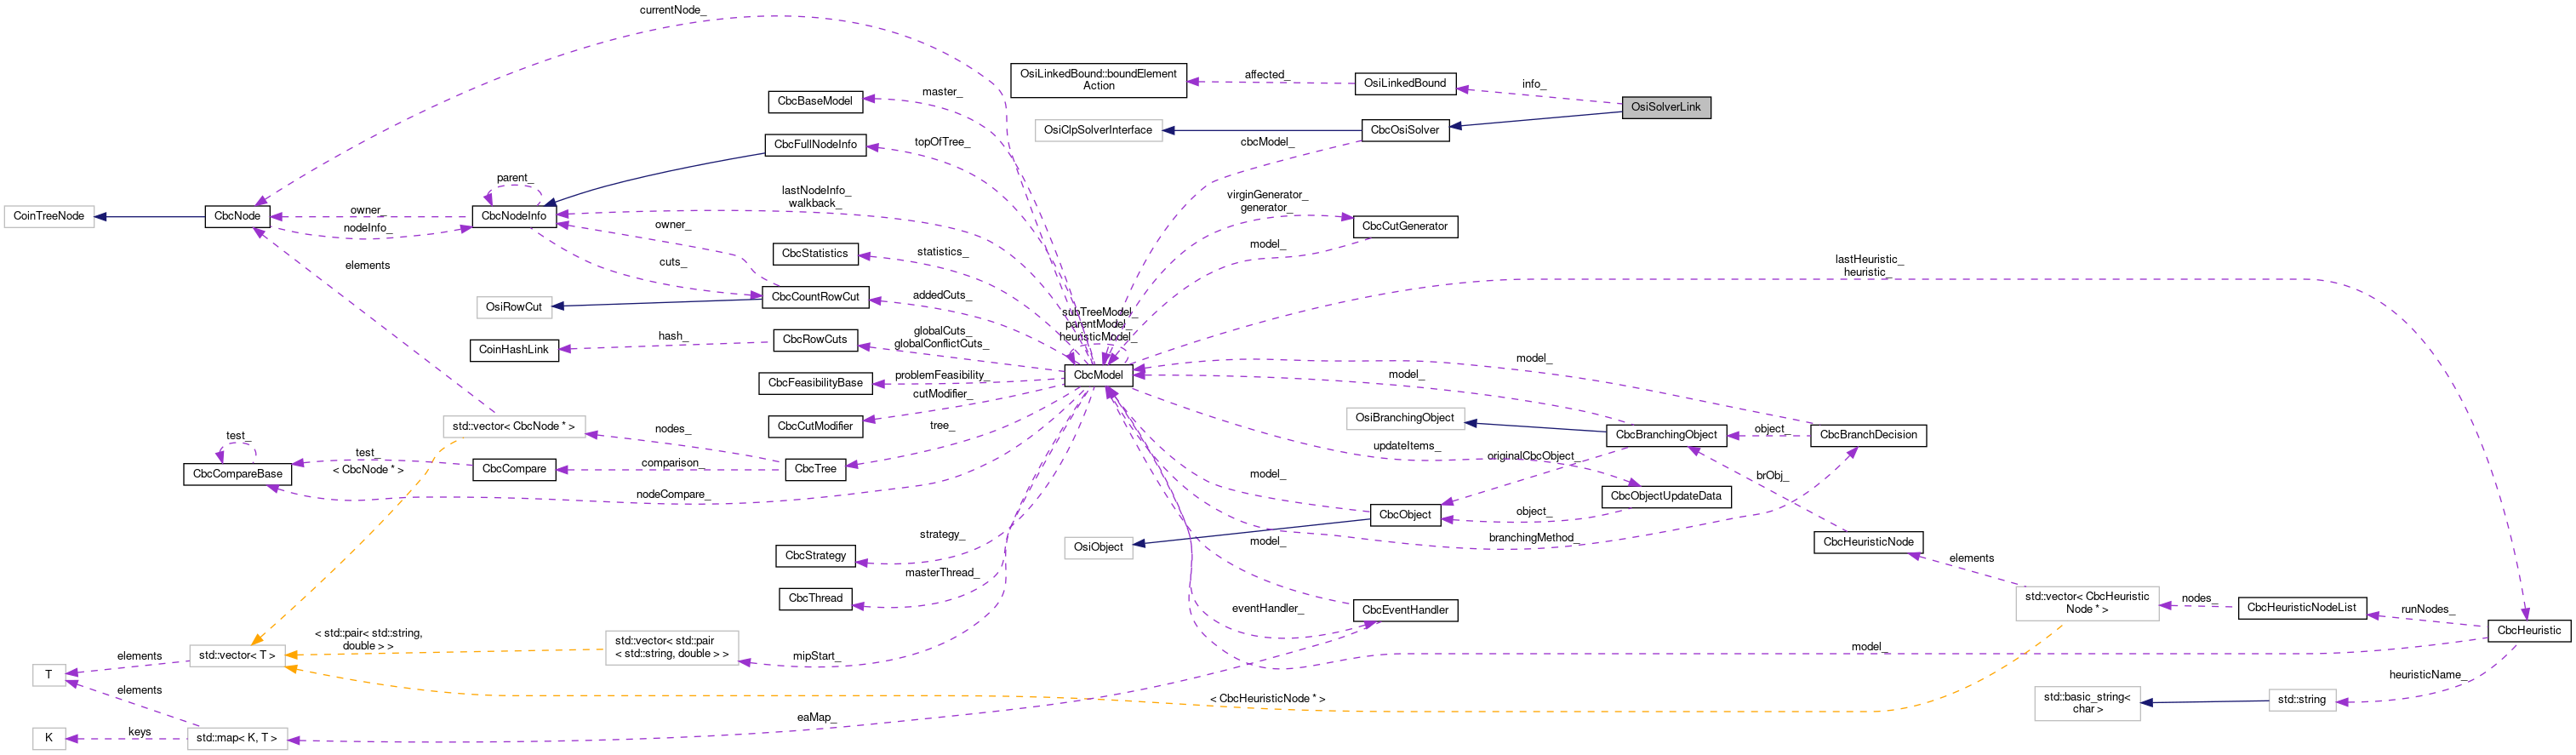 currentNode_
OsiLinkedBound::boundElement
Action
affected_
OsiLinkedBound
info_
OsiSolverLink
CbcBaseModel
master_
OsiClpSolverInterface
CbcOsiSolver
cbcModel_
CbcFullNodeInfo
topOfTree_
parent_
lastNodeInfo_
walkback_
virginGenerator_
generator_
CoinTreeNode
CbcNode
owner_
nodeInfo_
CbcNodeInfo
owner_
CbcCutGenerator
model_
CbcStatistics
statistics_
elements
cuts_
lastHeuristic_
heuristic_
OsiRowCut
CbcCountRowCut
addedCuts_
subTreeModel_
parentModel_
heuristicModel_
hash_
CoinHashLink
CbcRowCuts
globalCuts_
globalConflictCuts_
model_
CbcModel
model_
CbcFeasibilityBase
problemFeasibility_
cutModifier_
std::vector< CbcNode * >
nodes_
CbcCutModifier
tree_
OsiBranchingObject
CbcBranchingObject
object_
CbcBranchDecision
test_
updateItems_
test_
< CbcNode * >
CbcCompareBase
CbcCompare
comparison_
CbcTree
originalCbcObject_
model_
brObj_
nodeCompare_
CbcObjectUpdateData
object_
CbcObject
strategy_
model_
branchingMethod_
OsiObject
CbcHeuristicNode
CbcStrategy
elements
masterThread_
CbcThread
eventHandler_
CbcEventHandler
std::vector< CbcHeuristic
Node * >
nodes_
CbcHeuristicNodeList
runNodes_
CbcHeuristic
< std::pair< std::string,
double > >
std::vector< std::pair
< std::string, double > >
mipStart_
model_
elements
std::vector< T >
T
elements
heuristicName_
< CbcHeuristicNode * >
std::basic_string<
char >
std::string
eaMap_
K
keys
std::map< K, T >